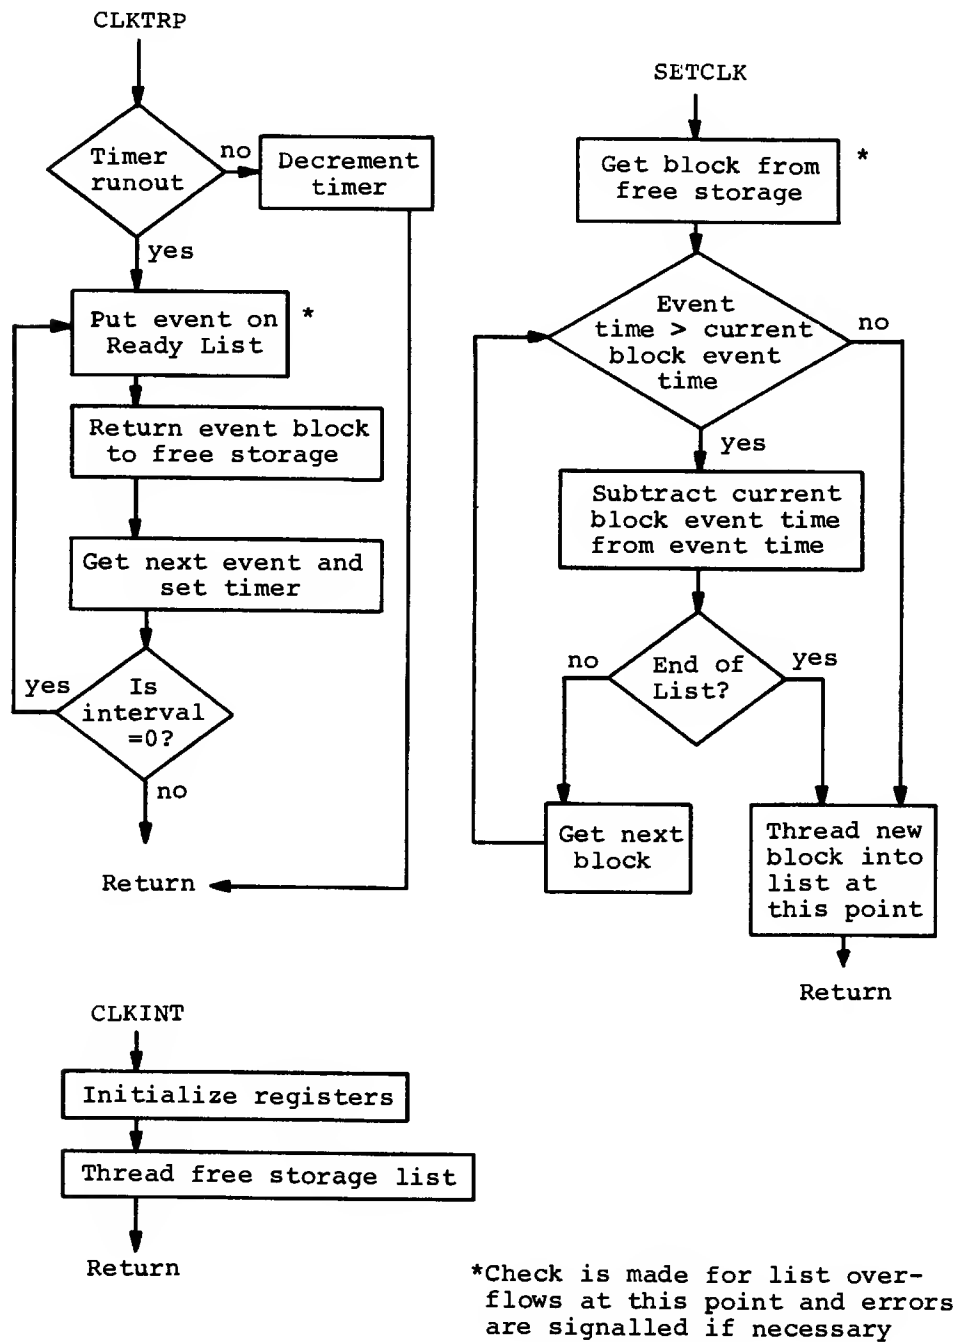 CLKTRP
Timer
runout
no
Decrement
timer
yes
Put event on
Ready List
*
Return event block
to free storage
Get next event and
set timer
yes
Is
interval
=0?
no
Return
SETCLK
Get block from
free storage
*
Event
time > current
block event
time
no
yes
Subtract current
block event time
from event time
no
End of
List?
yes
Get next
block
Thread new
block into
list at
this point
Return
CLKINT
Initialize registers
Thread free storage list
Return
*Check is made for list over-
flows at this point and errors
are signalled if necessary